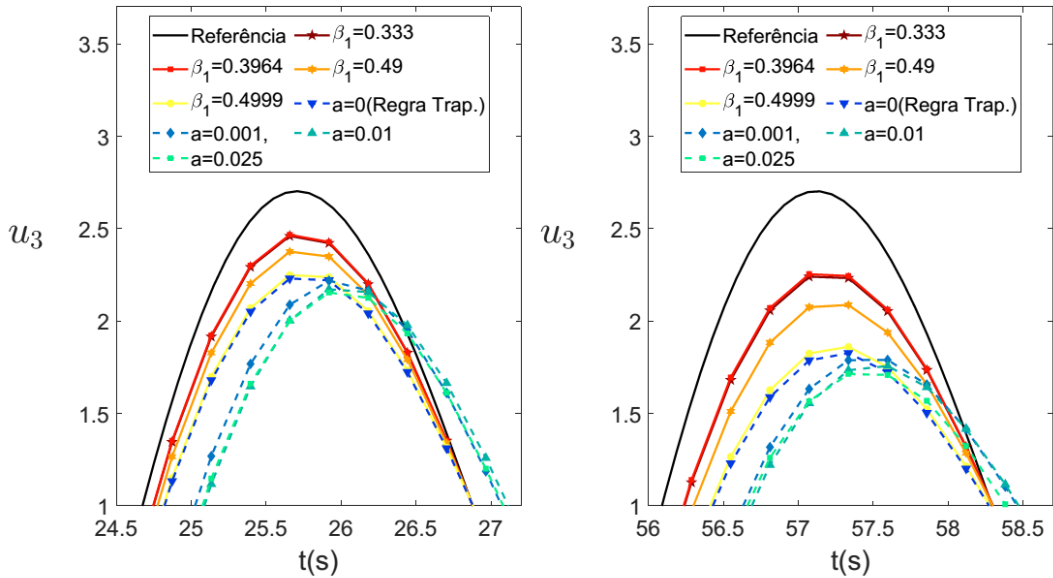 3.5
3
2.5
2
1.5
1
u₃
24.5 25 25.5 26 26.5 27
t(s)
Referência β₁=0.333
β₁=0.3964 β₁=0.49
β₁=0.4999 a=0(Regra Trap.)
a=0.001, a=0.01
a=0.025
3.5
3
2.5
2
1.5
1
u₃
56 56.5 57 57.5 58 58.5
t(s)
Referência β₁=0.333
β₁=0.3964 β₁=0.49
β₁=0.4999 a=0(Regra Trap.)
a=0.001, a=0.01
a=0.025